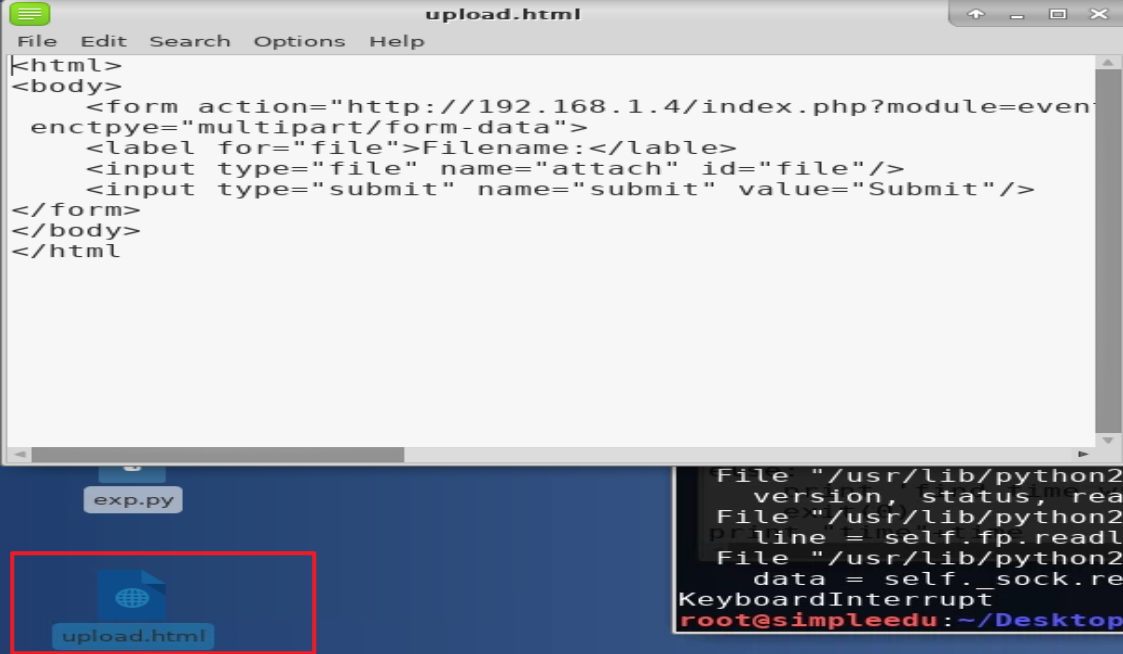 upload.html
File Edit Search Options Help
<html>
<body>
<form action="http://192.168.1.4/index.php?module=even
enctpye="multipart/form-data">
<label for="file">Filename:</lable>
<input type="file" name="attach" id="file"/>
<input type="submit" name="submit" value="Submit"/>
</form>
</body>
</html
exp.py
upload.html
File "/usr/lib/python2
version, status, rea
File "/usr/lib/python2
line = self.fp.readl
File "/usr/lib/python2
data = self._sock.re
KeyboardInterrupt
root@simpleedu:~/Desktop